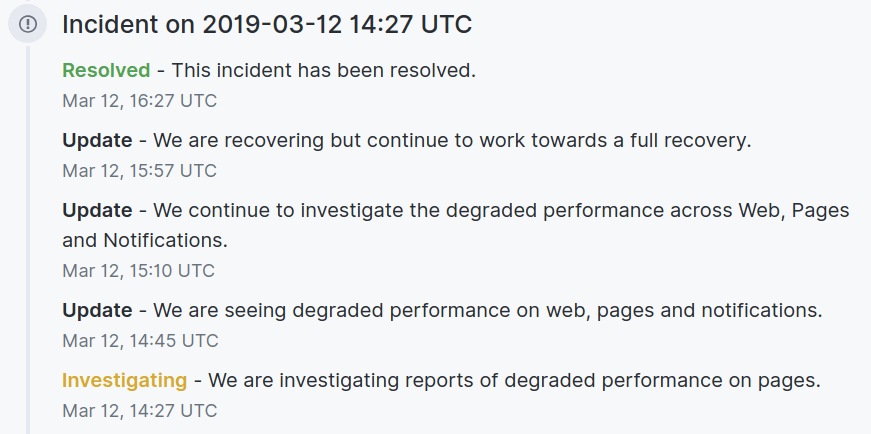 Incident on 2019-03-12 14:27 UTC
Resolved - This incident has been resolved.
Mar 12, 16:27 UTC
Update - We are recovering but continue to work towards a full recovery.
Mar 12, 15:57 UTC
Update - We continue to investigate the degraded performance across Web, Pages
and Notifications.
Mar 12, 15:10 UTC
Update - We are seeing degraded performance on web, pages and notifications.
Mar 12, 14:45 UTC
Investigating - We are investigating reports of degraded performance on pages.
Mar 12, 14:27 UTC